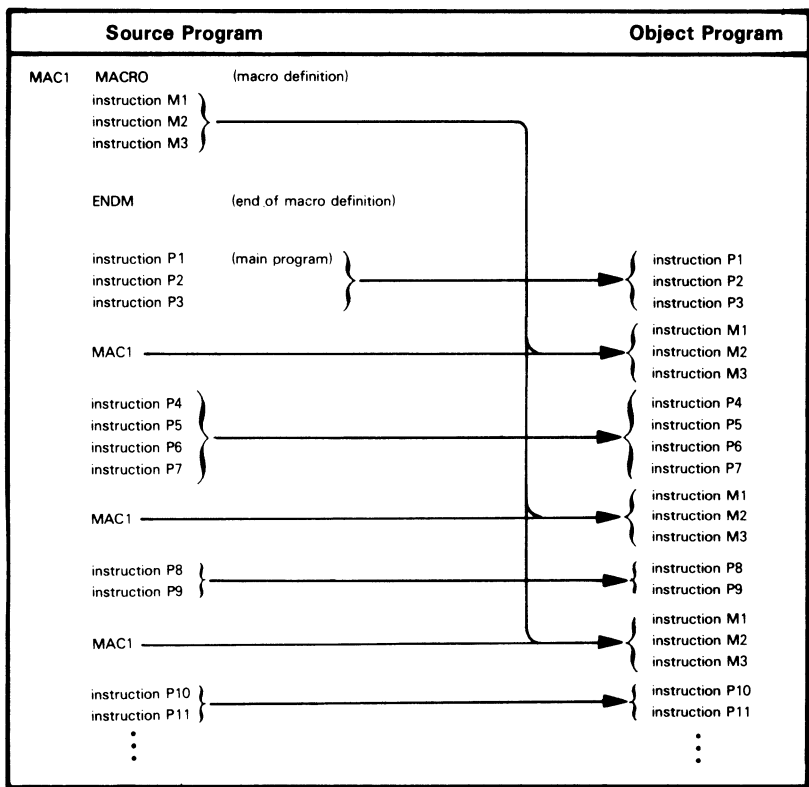 Source Program Object Program
MAC1 MACRO (macro definition)
instruction M1
instruction M2
instruction M3
ENDM (end of macro definition)
instruction P1 (main program) instruction P1
instruction P2 instruction P2
instruction P3 instruction P3
instruction M1
MAC1 instruction M2
instruction M3
instruction P4 instruction P4
instruction P5 instruction P5
instruction P6 instruction P6
instruction P7 instruction P7
instruction M1
MAC1 instruction M2
instruction M3
instruction P8 instruction P8
instruction P9 instruction P9
instruction M1
MAC1 instruction M2
instruction M3
instruction P10 instruction P10
instruction P11 instruction P11